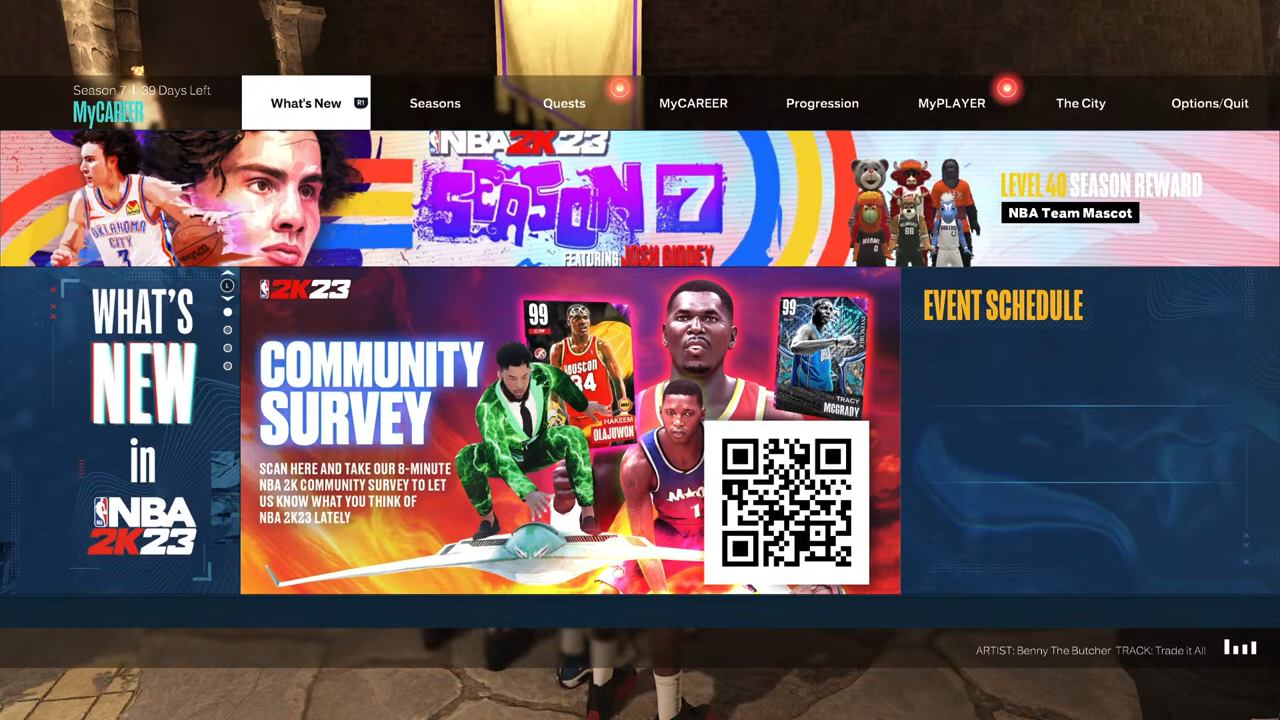 Season 7 | 39 Days Left
MyCAREER
What's New
R1
Seasons
Quests
MyCAREER
Progression
MyPLAYER
The City
Options/Quit
NBA 2K23
SEASON 7
FEATURING: JOSH GIDDEY
OKLAHOMA
CITY
3
LEVEL 40 SEASON REWARD
NBA Team Mascot
MIAMI
WHAT'S
NEW
in
NBA
2K23
L
2K23
COMMUNITY
SURVEY
SCAN HERE AND TAKE OUR 8-MINUTE
NBA 2K COMMUNITY SURVEY TO LET
US KNOW WHAT YOU THINK OF
NBA 2K23 LATELY
99
HOUSTON
34
HAKEEM
OLAJUWON
99
TRACY
MCGRADY
EVENT SCHEDULE
ARTIST: Benny The Butcher TRACK: Trade it All